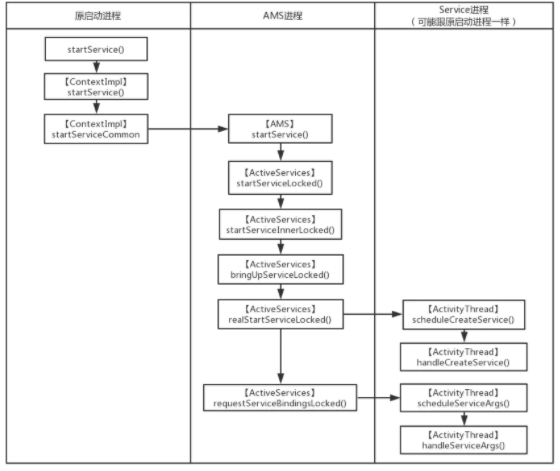 原启动进程
AMS进程
Service进程
（可能跟原启动进程一样）
startService()
【ContextImpl】
startService()
【ContextImpl】
startServiceCommon
【AMS】
startService()
【ActiveServices】
startServiceLocked()
【ActiveServices】
startServiceInnerLocked()
【ActiveServices】
bringUpServiceLocked()
【ActiveServices】
realStartServiceLocked()
【ActivityThread】
scheduleCreateService()
【ActivityThread】
handleCreateService()
【ActiveServices】
requestServiceBindingsLocked()
【ActivityThread】
scheduleServiceArgs()
【ActivityThread】
handleServiceArgs()